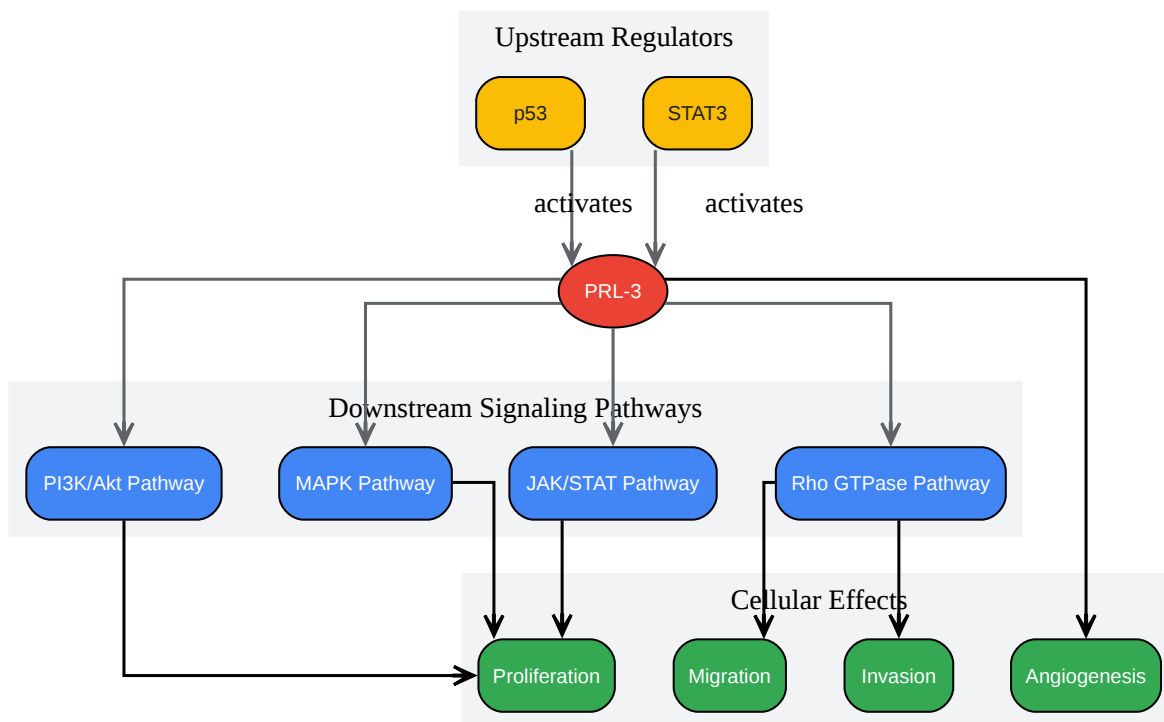 Upstream Regulators
p53
STAT3
activates
activates
PRL-3
Downstream Signaling Pathways
PI3K/Akt Pathway
MAPK Pathway
JAK/STAT Pathway
Rho GTPase Pathway
Cellular Effects
Proliferation
Migration
Invasion
Angiogenesis